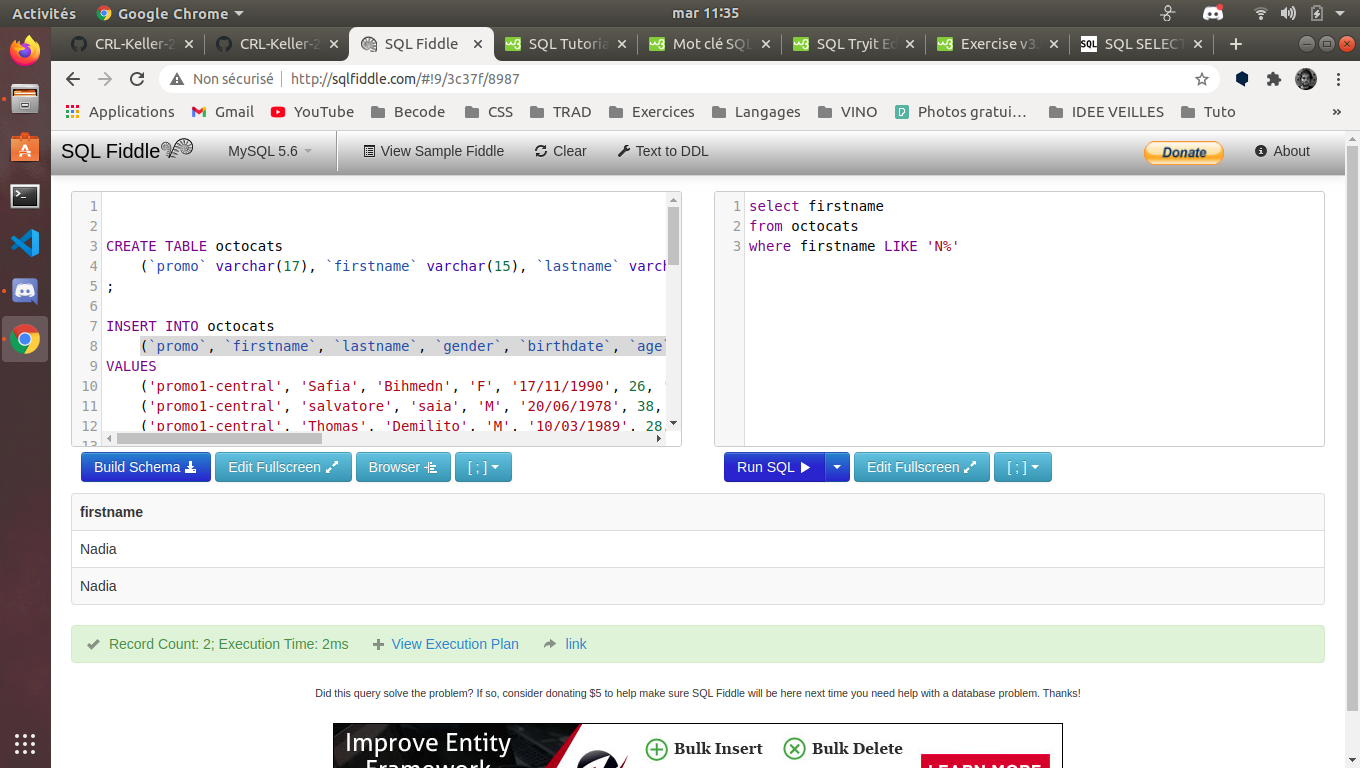 Activités
Google Chrome
mar 11:35
CRL-Keller-2
CRL-Keller-2
SQL Fiddle
SQL Tutoria
Mot clé SQL
SQL Tryit Ed
Exercise v3.
SQL SELECT
Non sécurisé
http://sqlfiddle.com/#!9/3c37f/8987
Applications
Gmail
YouTube
Becode
CSS
TRAD
Exercices
Langages
VINO
Photos gratui…
IDEE VEILLES
Tuto
»
SQL Fiddle
MySQL 5.6
View Sample Fiddle
Clear
Text to DDL
Donate
About
1
2
3 CREATE TABLE octocats
4 (`promo` varchar(17), `firstname` varchar(15), `lastname` varch
5 ;
6
7 INSERT INTO octocats
8 (`promo`, `firstname`, `lastname`, `gender`, `birthdate`, `age`
9 VALUES
10 ('promo1-central', 'Safia', 'Bihmedn', 'F', '17/11/1990', 26, '
11 ('promo1-central', 'salvatore', 'saia', 'M', '20/06/1978', 38,
12 ('promo1-central', 'Thomas', 'Demilito', 'M', '10/03/1989', 28,
13
1 select firstname
2 from octocats
3 where firstname LIKE 'N%'
Build Schema
Edit Fullscreen
Browser
[ ; ]
Run SQL
Edit Fullscreen
[ ; ]
firstname
Nadia
Nadia
Record Count: 2; Execution Time: 2ms
View Execution Plan
link
Did this query solve the problem? If so, consider donating $5 to help make sure SQL Fiddle will be here next time you need help with a database problem. Thanks!
Improve Entity
Framework
Bulk Insert
Bulk Delete
LEARN MORE